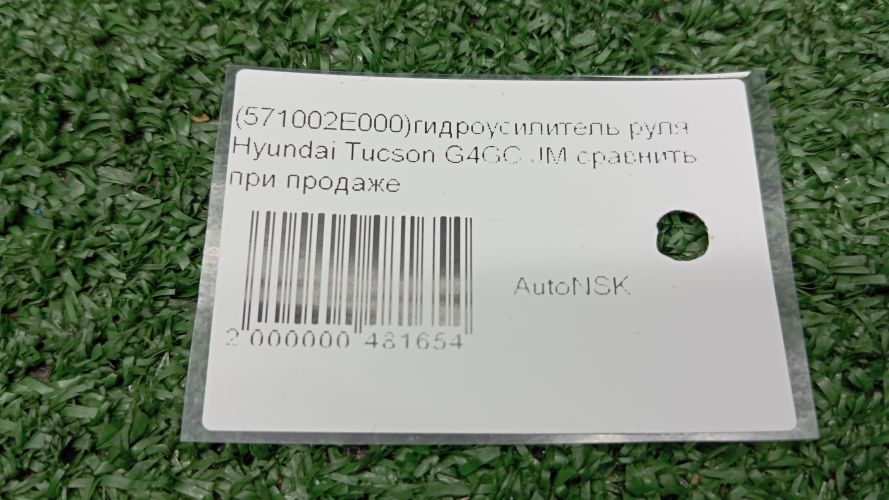 (571002E000)гидроусилитель руля
Hyundai Tucson G4GC JM сравнить
при продаже
AutoNSK
2 000000 481654